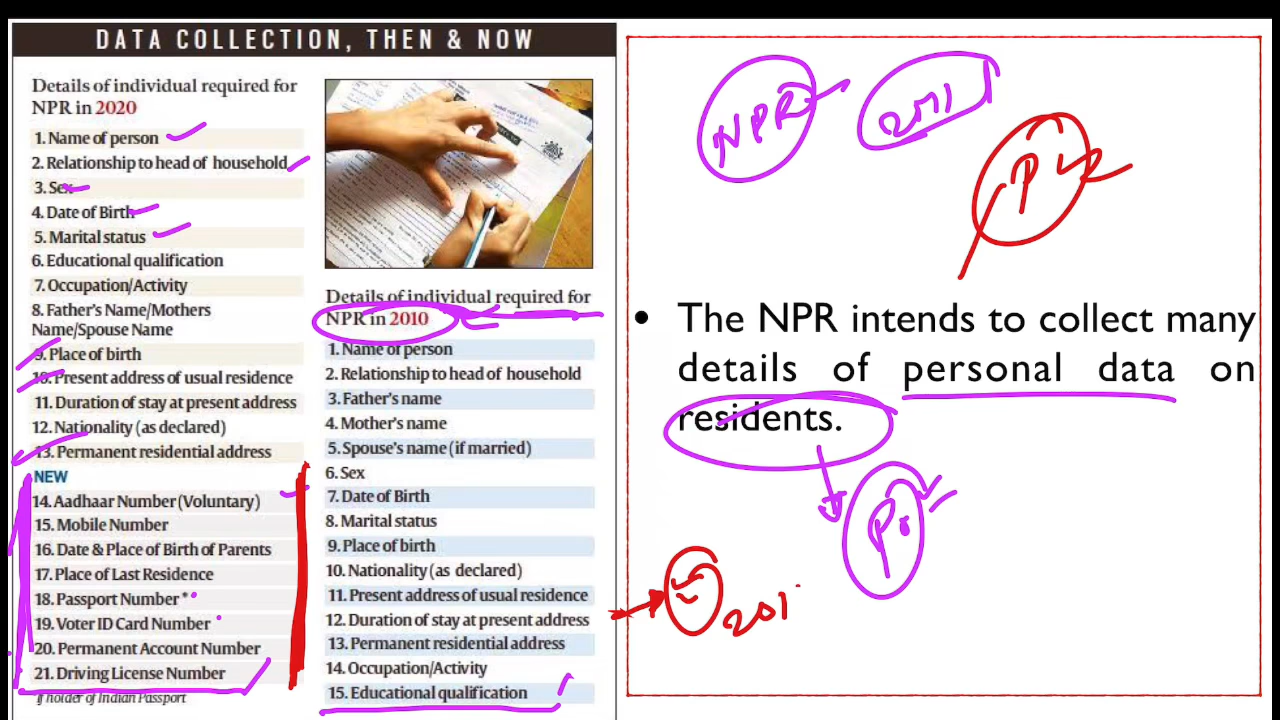 DATA COLLECTION, THEN & NOW
Details of individual required for
NPR in 2020
1. Name of person
2. Relationship to head of household
3. Sex
4. Date of Birth
5. Marital status
6. Educational qualification
7. Occupation/Activity
8. Father's Name/Mothers
Name/Spouse Name
9. Place of birth
10. Present address of usual residence
11. Duration of stay at present address
12. Nationality (as declared)
13. Permanent residential address
NEW
14. Aadhaar Number (Voluntary)
15. Mobile Number
16. Date & Place of Birth of Parents
17. Place of Last Residence
18. Passport Number *
19. Voter ID Card Number
20. Permanent Account Number
21. Driving License Number
if holder of Indian Passport
Details of individual required for
NPR in 2010
1. Name of person
2. Relationship to head of household
3. Father's name
4. Mother's name
5. Spouse's name (if married)
6. Sex
7. Date of Birth
8. Marital status
9. Place of birth
10. Nationality (as declared)
11. Present address of usual residence
12. Duration of stay at present address
13. Permanent residential address
14. Occupation/Activity
15. Educational qualification
NPR 2011
• The NPR intends to collect many
details of personal data on
residents.
201